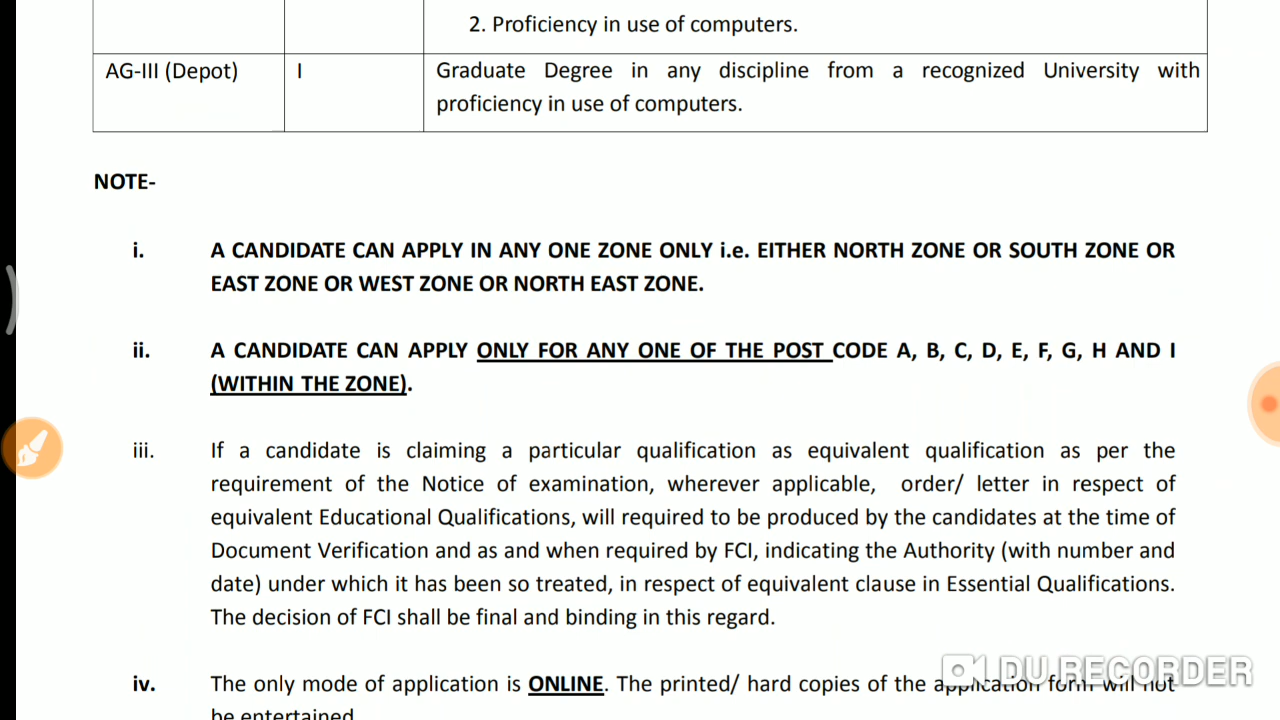 2. Proficiency in use of computers.
AG-III (Depot) I Graduate Degree in any discipline from a recognized University with
proficiency in use of computers.
NOTE-
i. A CANDIDATE CAN APPLY IN ANY ONE ZONE ONLY i.e. EITHER NORTH ZONE OR SOUTH ZONE OR
EAST ZONE OR WEST ZONE OR NORTH EAST ZONE.
ii. A CANDIDATE CAN APPLY ONLY FOR ANY ONE OF THE POST CODE A, B, C, D, E, F, G, H AND I
(WITHIN THE ZONE).
iii. If a candidate is claiming a particular qualification as equivalent qualification as per the
requirement of the Notice of examination, wherever applicable, order/ letter in respect of
equivalent Educational Qualifications, will required to be produced by the candidates at the time of
Document Verification and as and when required by FCI, indicating the Authority (with number and
date) under which it has been so treated, in respect of equivalent clause in Essential Qualifications.
The decision of FCI shall be final and binding in this regard.
iv. The only mode of application is ONLINE. The printed/ hard copies of the application form will not
be entertained
DU RECORDER